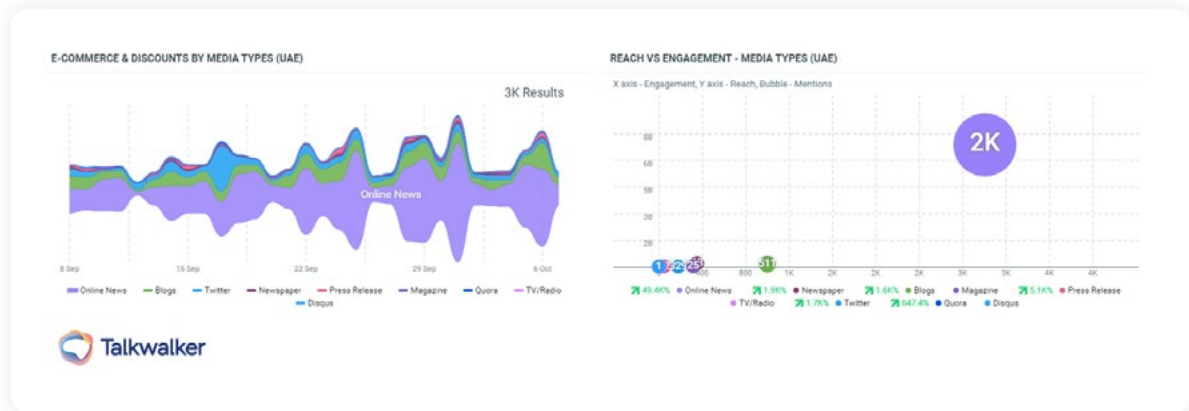 E-COMMERCE & DISCOUNTS BY MEDIA TYPES (UAE)
3K Results
Online News
8 Sep 15 Sep 22 Sep 29 Sep 6 Oct
Online News Blogs Twitter Newspaper Press Release Magazine Quora TV/Radio
Disqus
REACH VS ENGAGEMENT - MEDIA TYPES (UAE)
X axis - Engagement, Y axis - Reach, Bubble - Mentions
2K
511
400 800 1K 2K 2K 2K 3K 3K 4K 4K
49.4K% Online News 1.9K% Newspaper 1.6K% Blogs Magazine 5.1K% Press Release
TV/Radio 1.7K% Twitter 647.4% Quora Disqus
Talkwalker